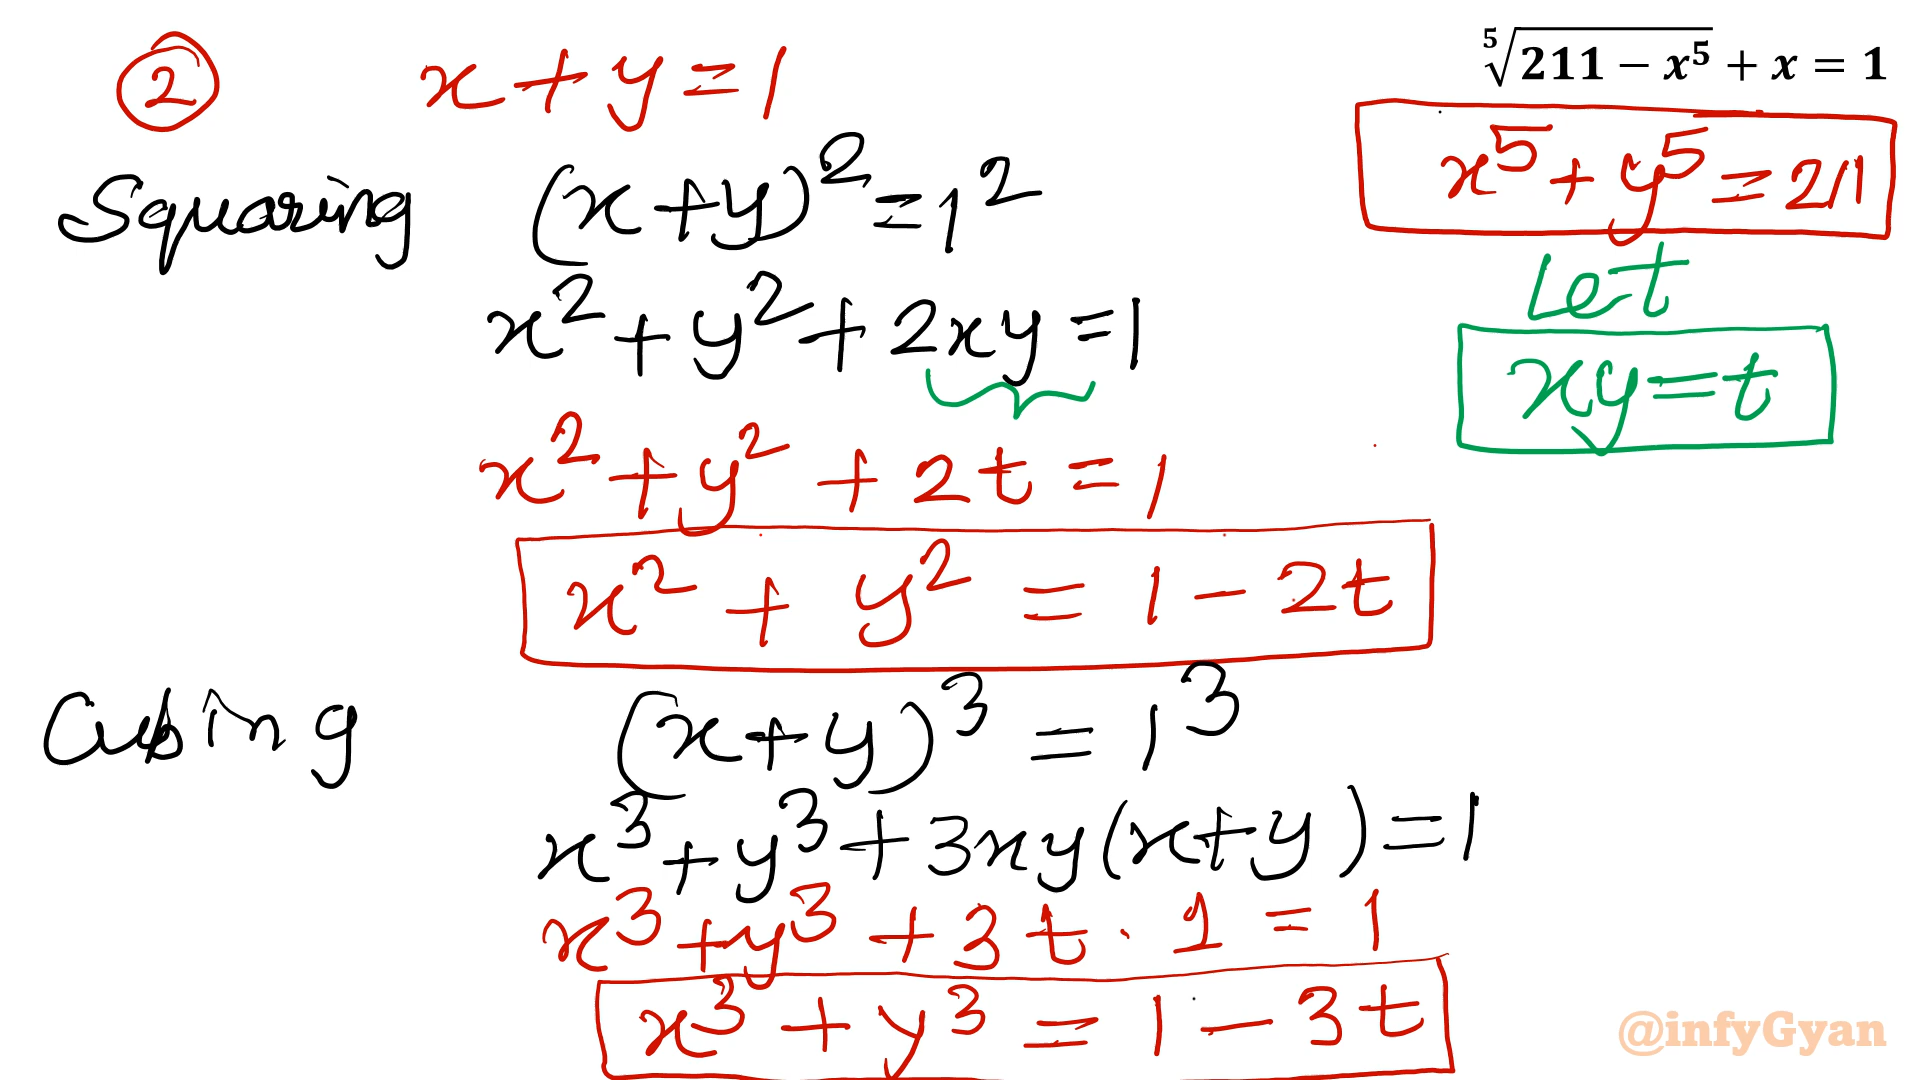 ② x + y = 1
⁵√(211 − x⁵) + x = 1
x⁵ + y⁵ = 211
Squaring (x+y)² = 1²
Let
x² + y² + 2xy = 1
xy = t
x² + y² + 2t = 1
x² + y² = 1 − 2t
Cubing (x+y)³ = 1³
x³ + y³ + 3xy(x+y) = 1
x³ + y³ + 3t · 1 = 1
x³ + y³ = 1 − 3t
@infyGyan